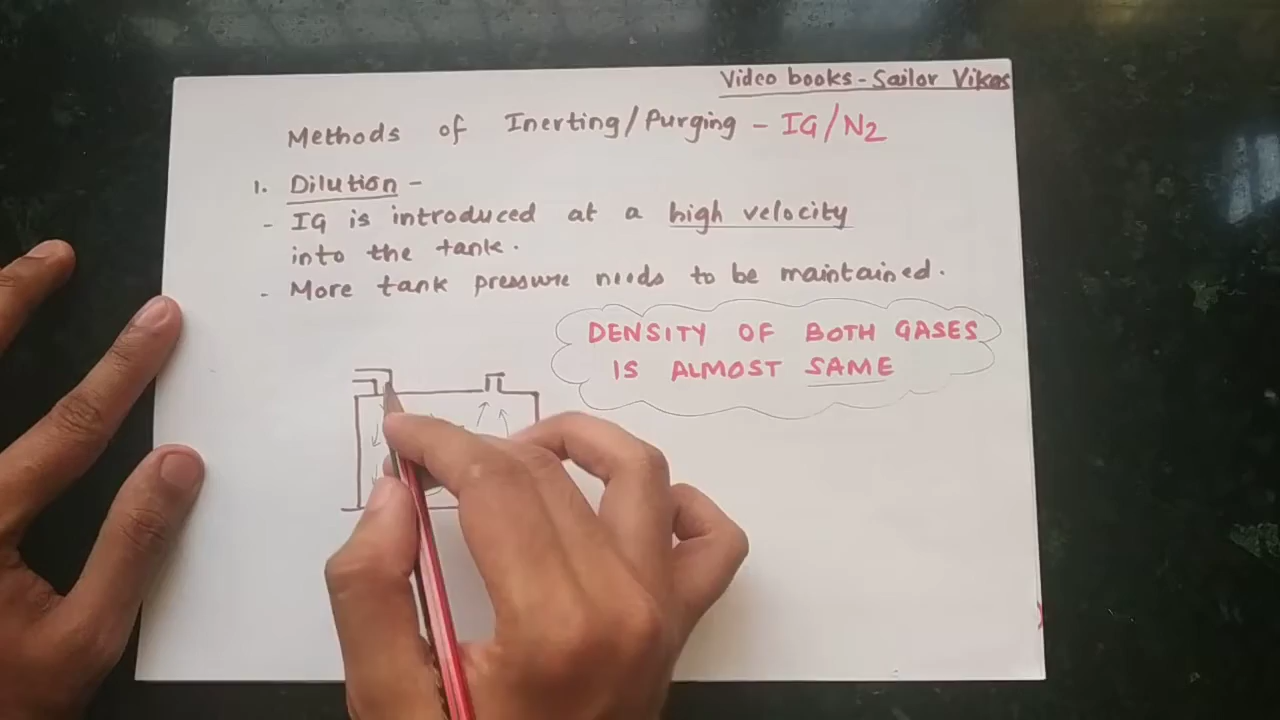 Video books - Sailor Vikas
Methods of Inerting/Purging - IG/N2
1. Dilution -
- IG is introduced at a high velocity
into the tank.
- More tank pressure needs to be maintained.
DENSITY OF BOTH GASES
IS ALMOST SAME